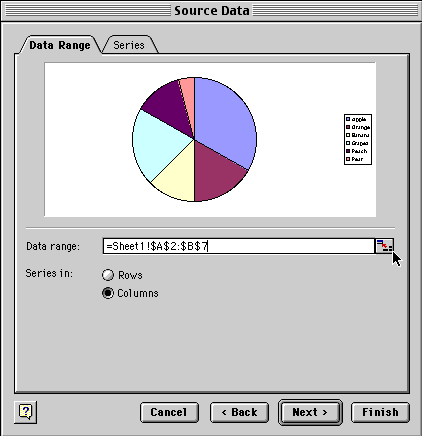 Source Data
Data Range Series
Apple
Orange
Banana
Grapes
Peach
Pear
Data range: =Sheet1!$A$2:$B$7
Series in: Rows
Columns
? Cancel < Back Next > Finish